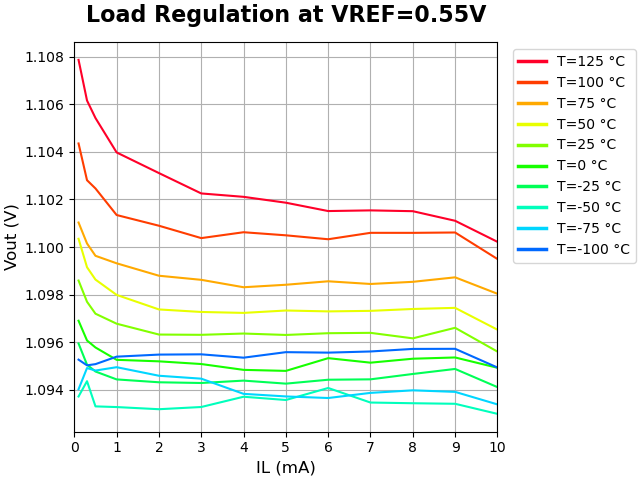 Load Regulation at VREF=0.55V
Vout (V)
1.108
1.106
1.104
1.102
1.100
1.098
1.096
1.094
0 1 2 3 4 5 6 7 8 9 10
IL (mA)
T=125 °C
T=100 °C
T=75 °C
T=50 °C
T=25 °C
T=0 °C
T=-25 °C
T=-50 °C
T=-75 °C
T=-100 °C